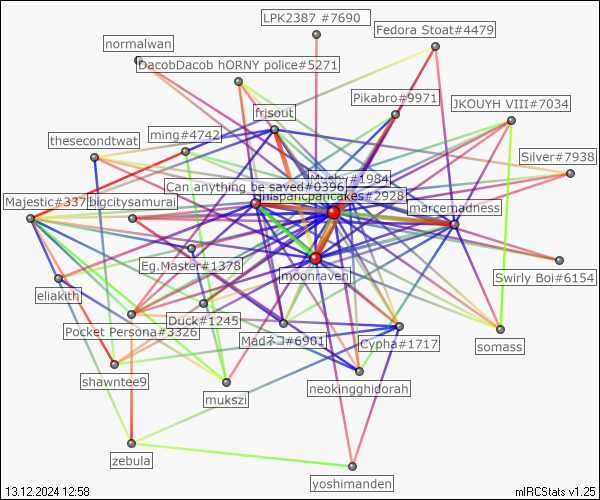 LPK2387 #7690
Fedora Stoat#4479
normalwan
DacobDacob hORNY police#5271
Pikabro#9971
JKOUYH VIII#7034
frisout
ming#4742
thesecondtwat
Silver#7938
Mushy#1984
Can anything be saved#0396
mispancpancakes#2928
Majestic#337
bigcitysamurai
marcemadness
Eg.Master#1378
moonraven
Swirly Boi#6154
eliakith
Pocket Persona#3326
Duck#1245
Madネコ#6901
Cypha#1717
somass
shawntee9
mukszi
neokingghidorah
zebula
yoshimanden
13.12.2024 12:58
mIRCStats v1.25